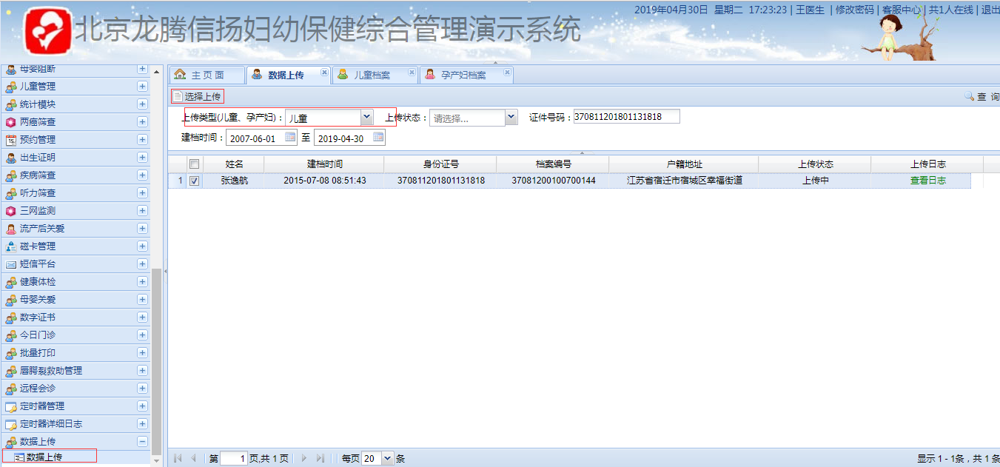 2019年04月30日 星期二 17:23:23 | 王医生 | 修改密码 | 客服中心 | 共1人在线 | 退出
北京龙腾信扬妇幼保健综合管理演示系统
母婴阻断
儿童管理
统计模块
两癌筛查
预约管理
出生证明
疾病筛查
听力筛查
三网监测
流产后关爱
磁卡管理
短信平台
健康体检
母婴关爱
数字证书
今日门诊
批量打印
唇腭裂救助管理
远程会诊
定时器管理
定时器详细日志
数据上传
数据上传
主页面 数据上传 儿童档案 孕产妇档案
选择上传 查 询
上传类型(儿童、孕产妇)： 儿童 上传状态： 请选择... 证件号码： 370811201801131818
建档时间： 2007-06-01 至 2019-04-30
姓名 建档时间 身份证号 档案编号 户籍地址 上传状态 上传日志
1 张逸航 2015-07-08 08:51:43 370811201801131818 37081200100700144 江苏省宿迁市宿城区幸福街道 上传中 查看日志
第 1 页,共 1 页 每页 20 条 显示 1 - 1条，共 1 条